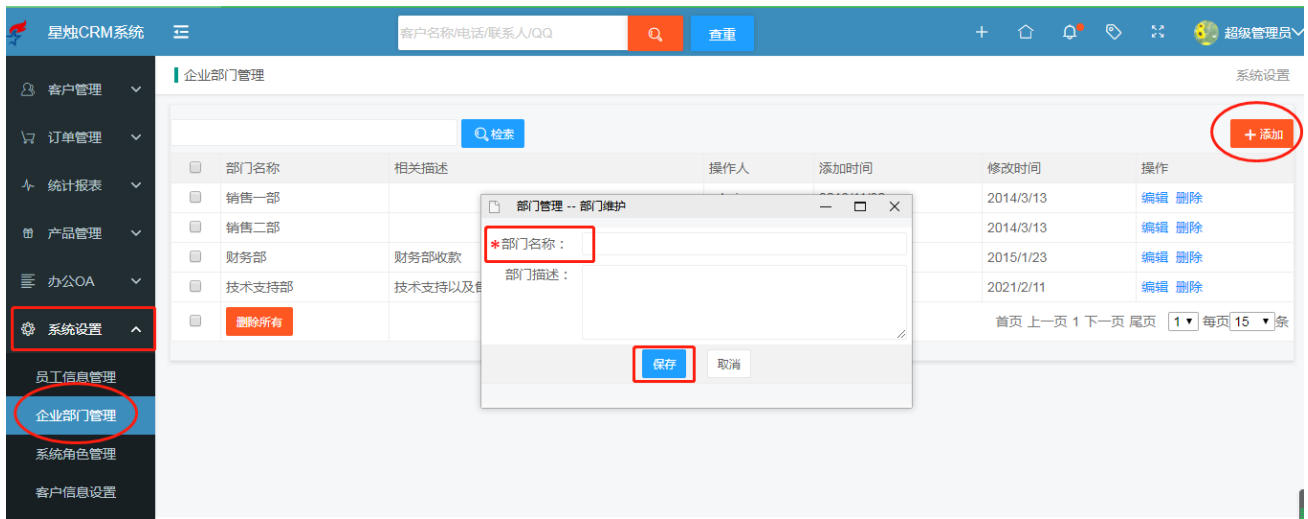 星烛CRM系统 客户名称/电话/联系人/QQ 查重 超级管理员
企业部门管理 系统设置
客户管理
订单管理
统计报表
产品管理
办公OA
系统设置
员工信息管理
企业部门管理
系统角色管理
客户信息设置
检索 添加
部门名称 相关描述 操作人 添加时间 修改时间 操作
销售一部 2014/3/13 编辑 删除
销售二部 2014/3/13 编辑 删除
财务部 财务部收款 2015/1/23 编辑 删除
技术支持部 技术支持以及 2021/2/11 编辑 删除
删除所有 首页 上一页 1 下一页 尾页 1 每页 15 条
部门管理 -- 部门维护
*部门名称：
部门描述：
保存 取消